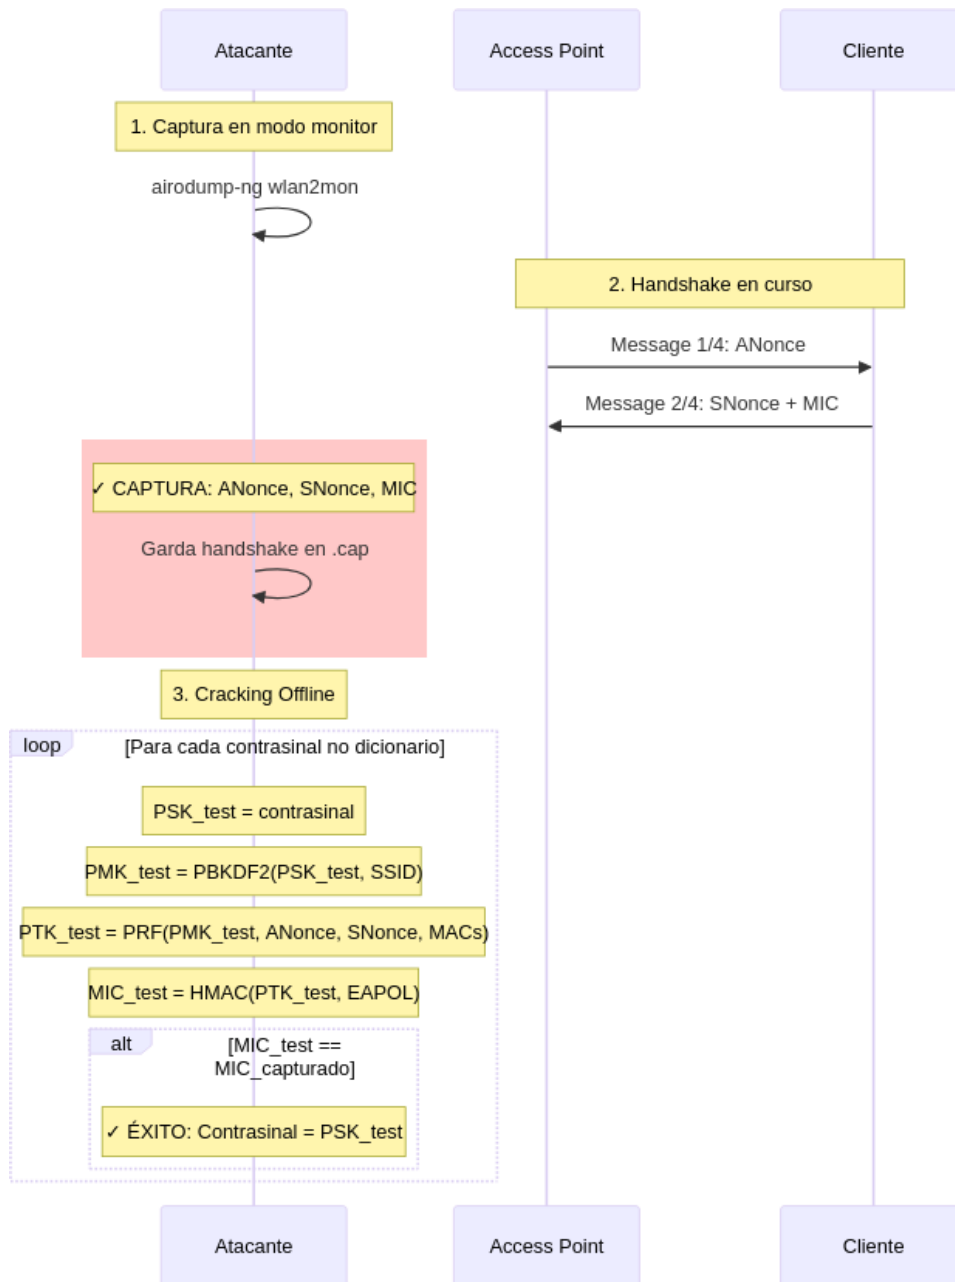 Atacante
Access Point
Cliente
1. Captura en modo monitor
airodump-ng wlan2mon
2. Handshake en curso
Message 1/4: ANonce
Message 2/4: SNonce + MIC
✓ CAPTURA: ANonce, SNonce, MIC
Garda handshake en .cap
3. Cracking Offline
loop
[Para cada contrasinal no dicionario]
PSK_test = contrasinal
PMK_test = PBKDF2(PSK_test, SSID)
PTK_test = PRF(PMK_test, ANonce, SNonce, MACs)
MIC_test = HMAC(PTK_test, EAPOL)
alt
[MIC_test ==
MIC_capturado]
✓ ÉXITO: Contrasinal = PSK_test
Atacante
Access Point
Cliente